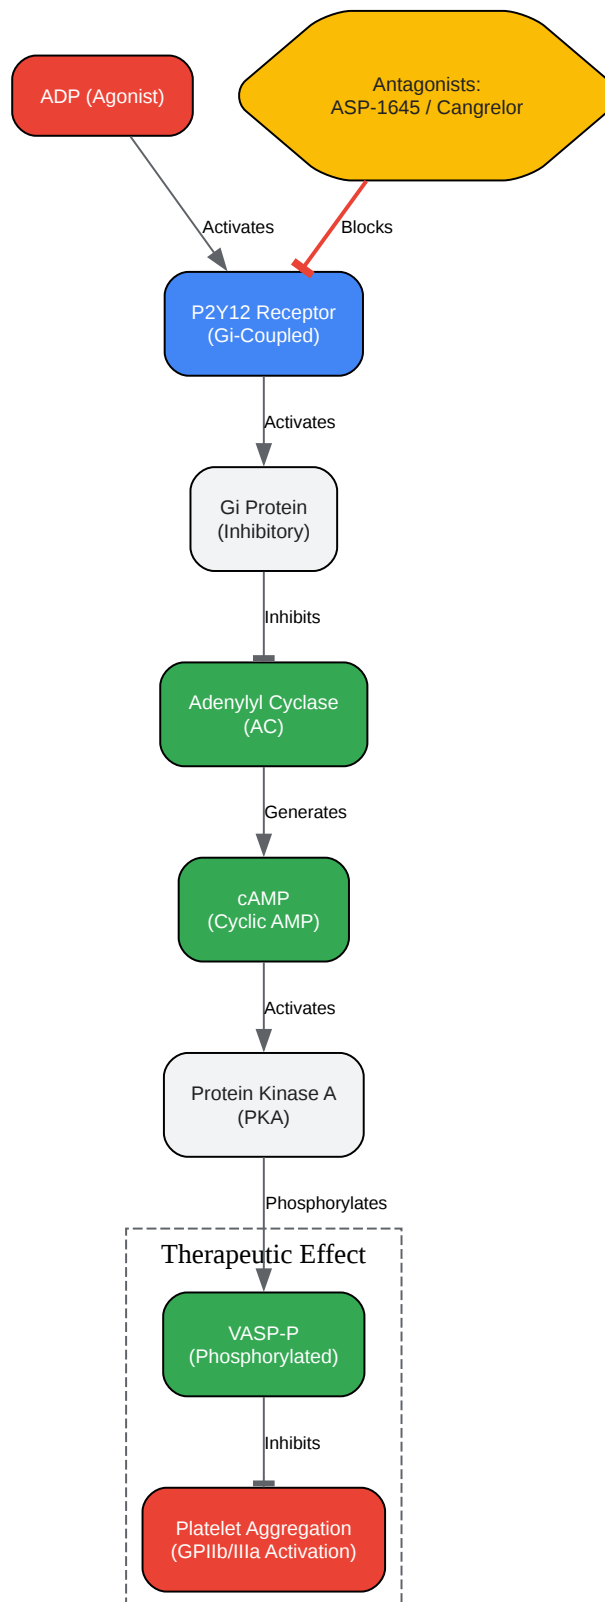 ADP (Agonist)
Antagonists:
ASP-1645 / Cangrelor
Activates
Blocks
P2Y12 Receptor
(Gi-Coupled)
Activates
Gi Protein
(Inhibitory)
Inhibits
Adenylyl Cyclase
(AC)
Generates
cAMP
(Cyclic AMP)
Activates
Protein Kinase A
(PKA)
Phosphorylates
Therapeutic Effect
VASP-P
(Phosphorylated)
Inhibits
Platelet Aggregation
(GPIIb/IIIa Activation)